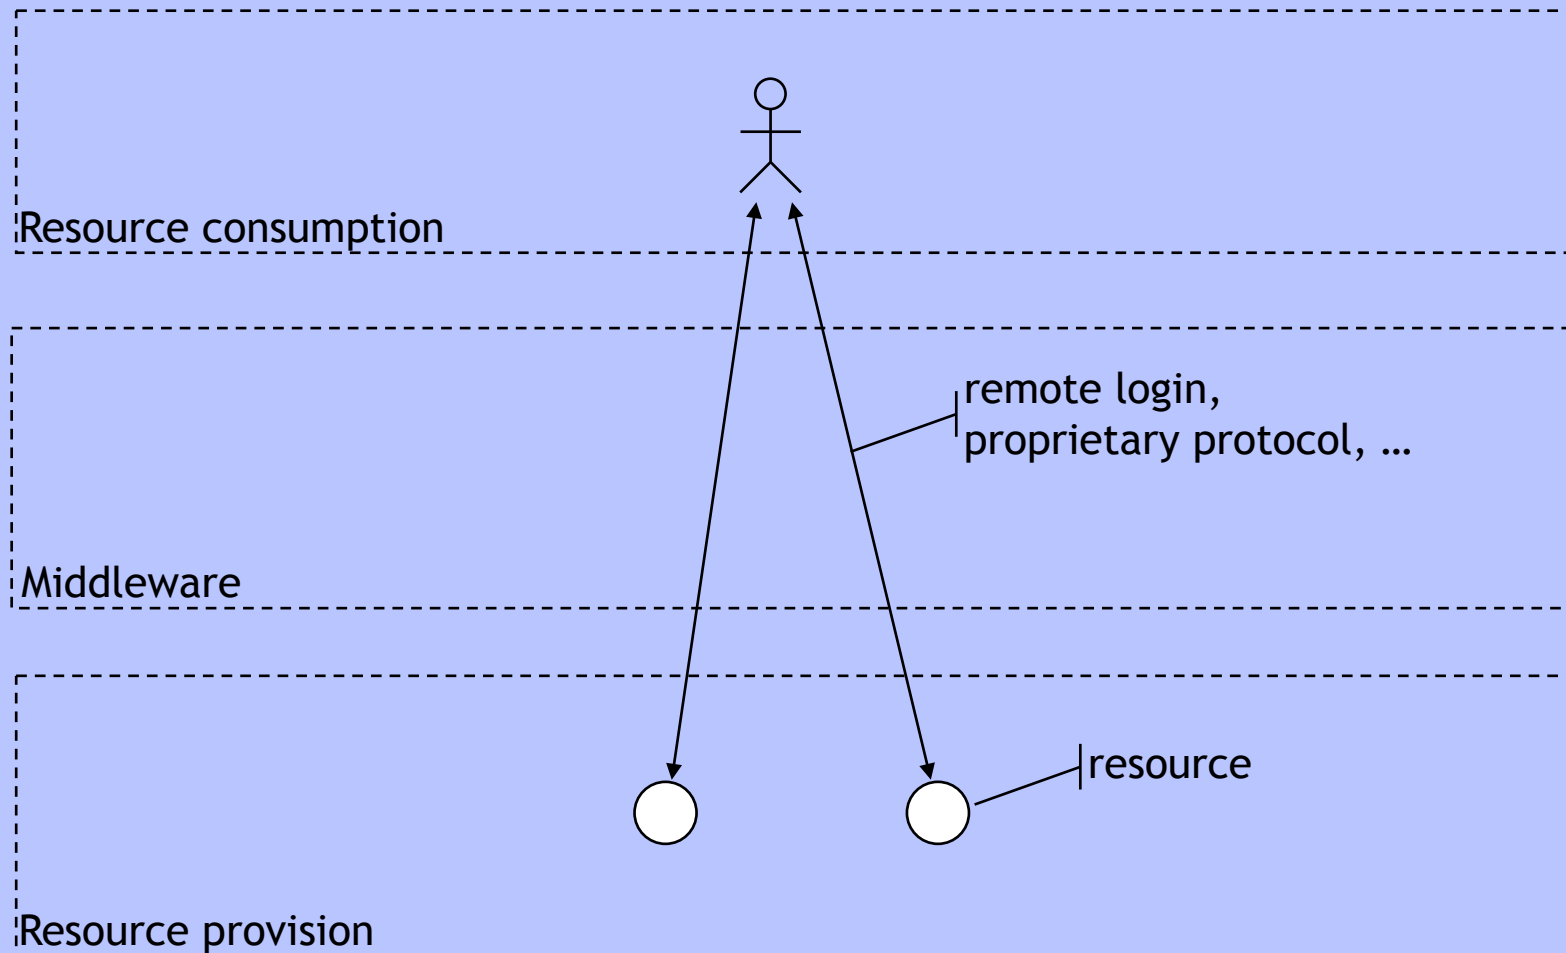 Resource consumption
remote login,
proprietary protocol, …
Middleware
resource
Resource provision